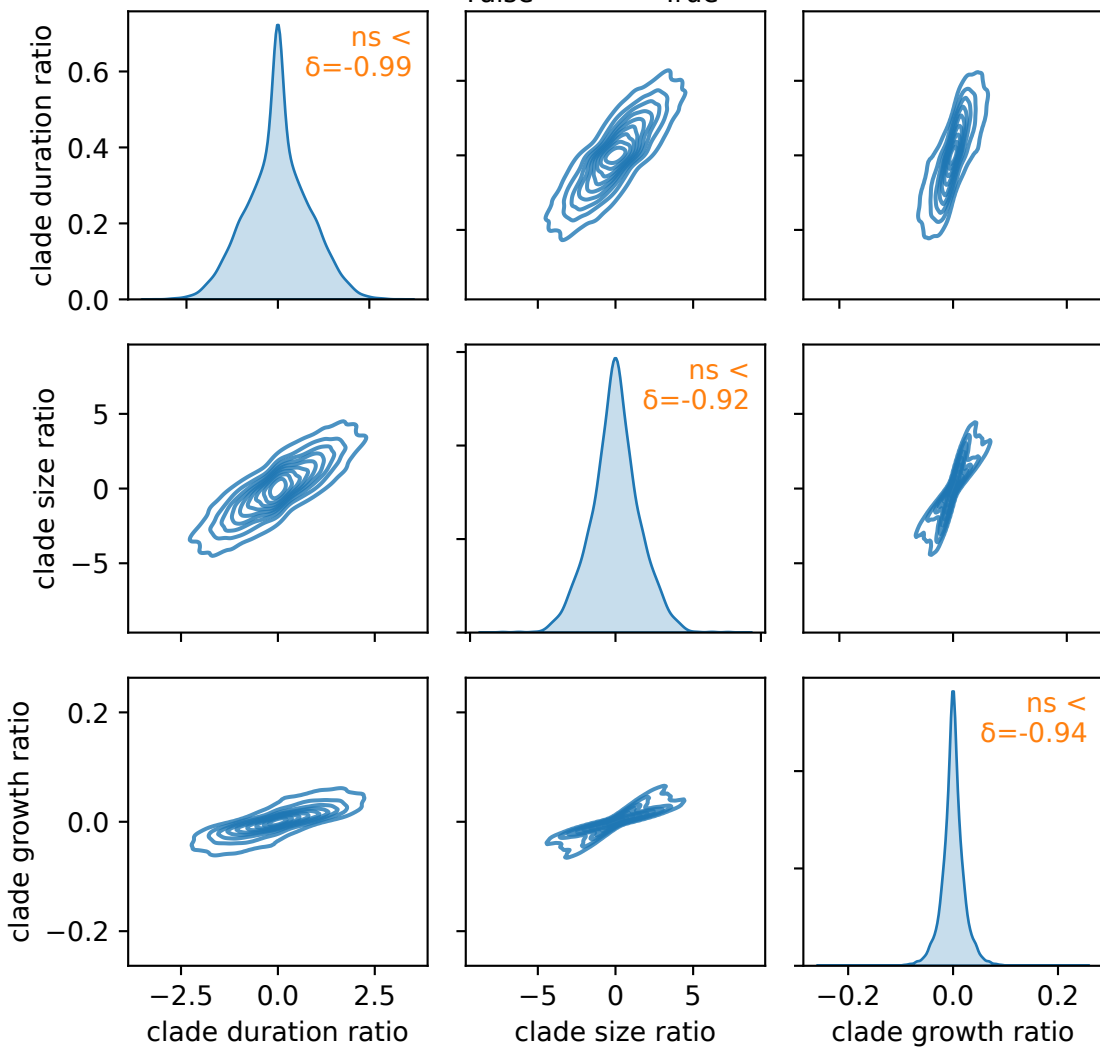 ns <
δ=-0.99
clade duration ratio
0.6
0.4
0.2
0.0
ns <
δ=-0.92
clade size ratio
5
0
−5
ns <
δ=-0.94
clade growth ratio
0.2
0.0
−0.2
−2.5 0.0 2.5
−5 0 5
−0.2 0.0 0.2
clade duration ratio
clade size ratio
clade growth ratio